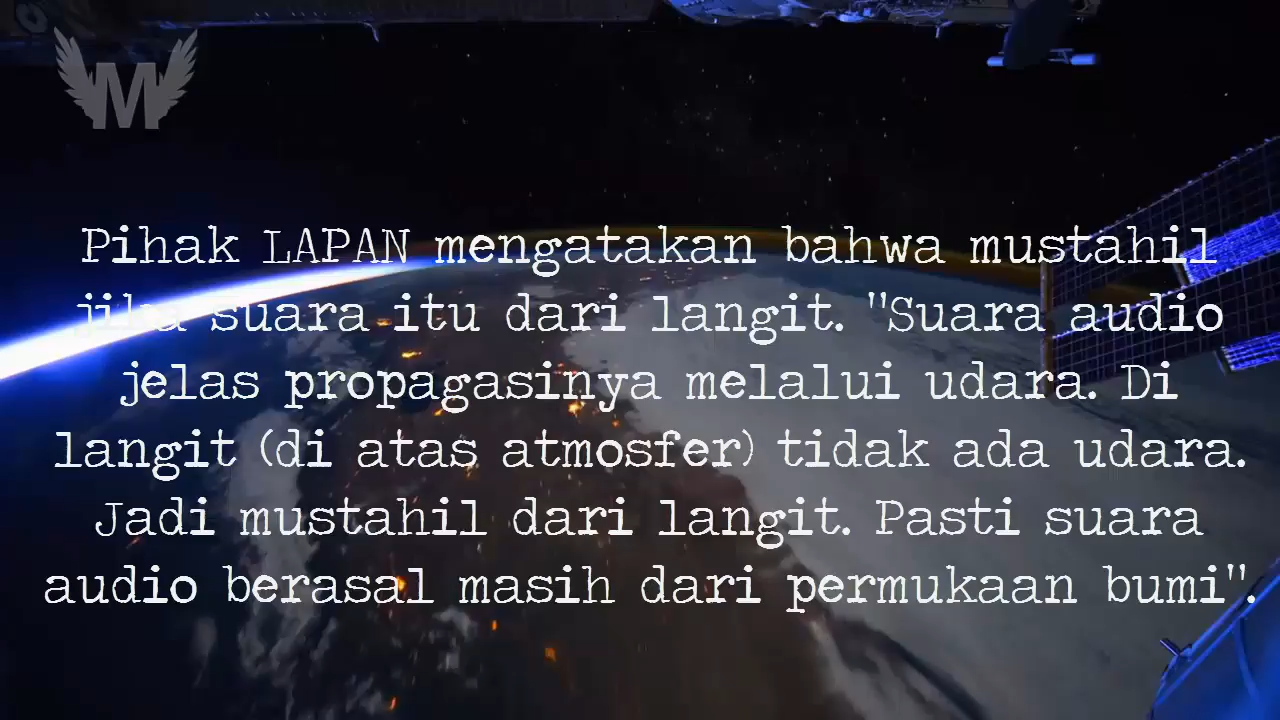 M
Pihak LAPAN mengatakan bahwa mustahil
jika suara itu dari langit. "Suara audio
jelas propagasinya melalui udara. Di
langit (di atas atmosfer) tidak ada udara.
Jadi mustahil dari langit. Pasti suara
audio berasal masih dari permukaan bumi".